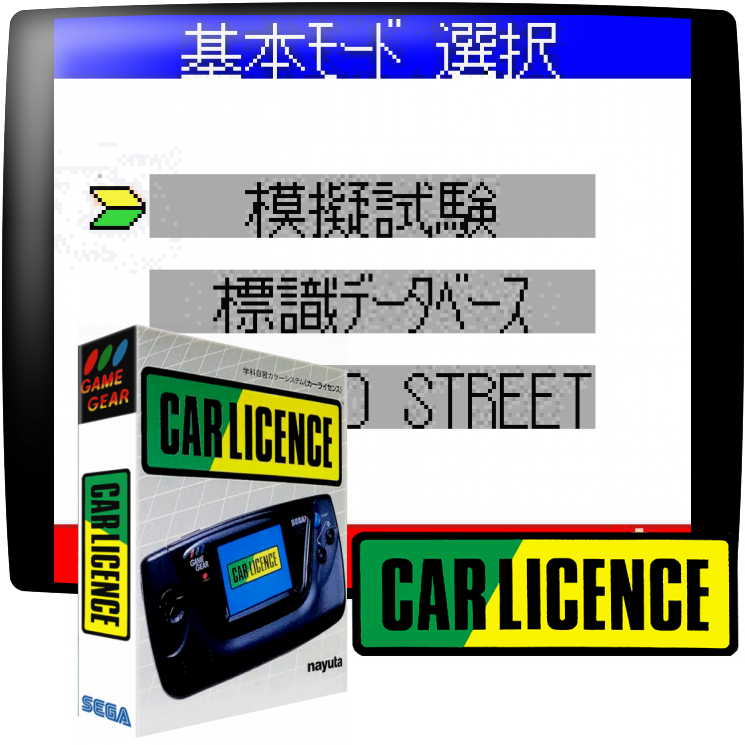 基本モード 選択
模擬試験
標識データベース
STREET
GAME
GEAR
学科自習カラーシステム(カーライセンス)
CAR LICENCE
CAR LICENCE
SEGA
GAME
GEAR
CAR LICENCE
nayuta
SEGA
CAR LICENCE